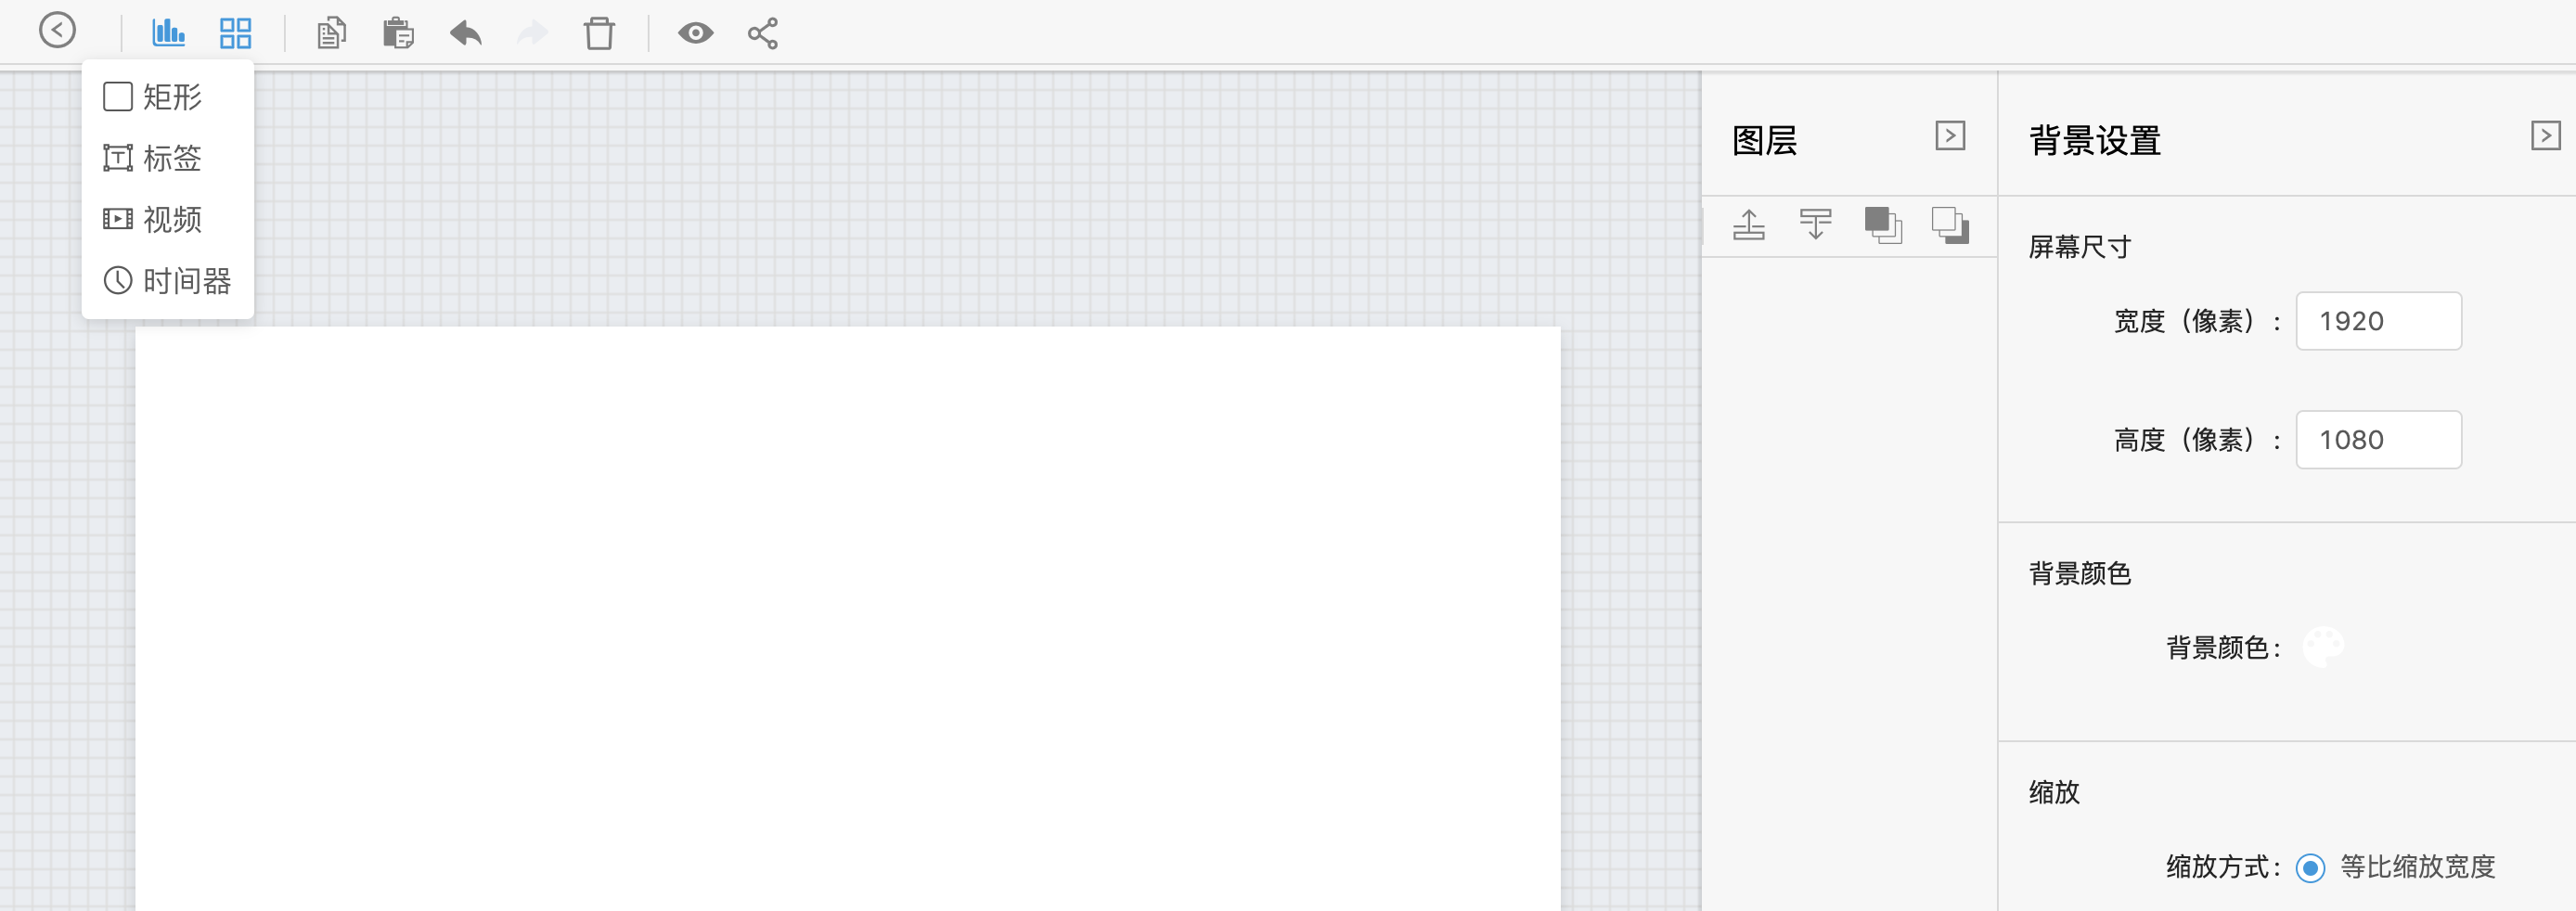 矩形
标签
视频
时间器
图层
背景设置
屏幕尺寸
宽度（像素）：
1920
高度（像素）：
1080
背景颜色
背景颜色：
缩放
缩放方式：
等比缩放宽度